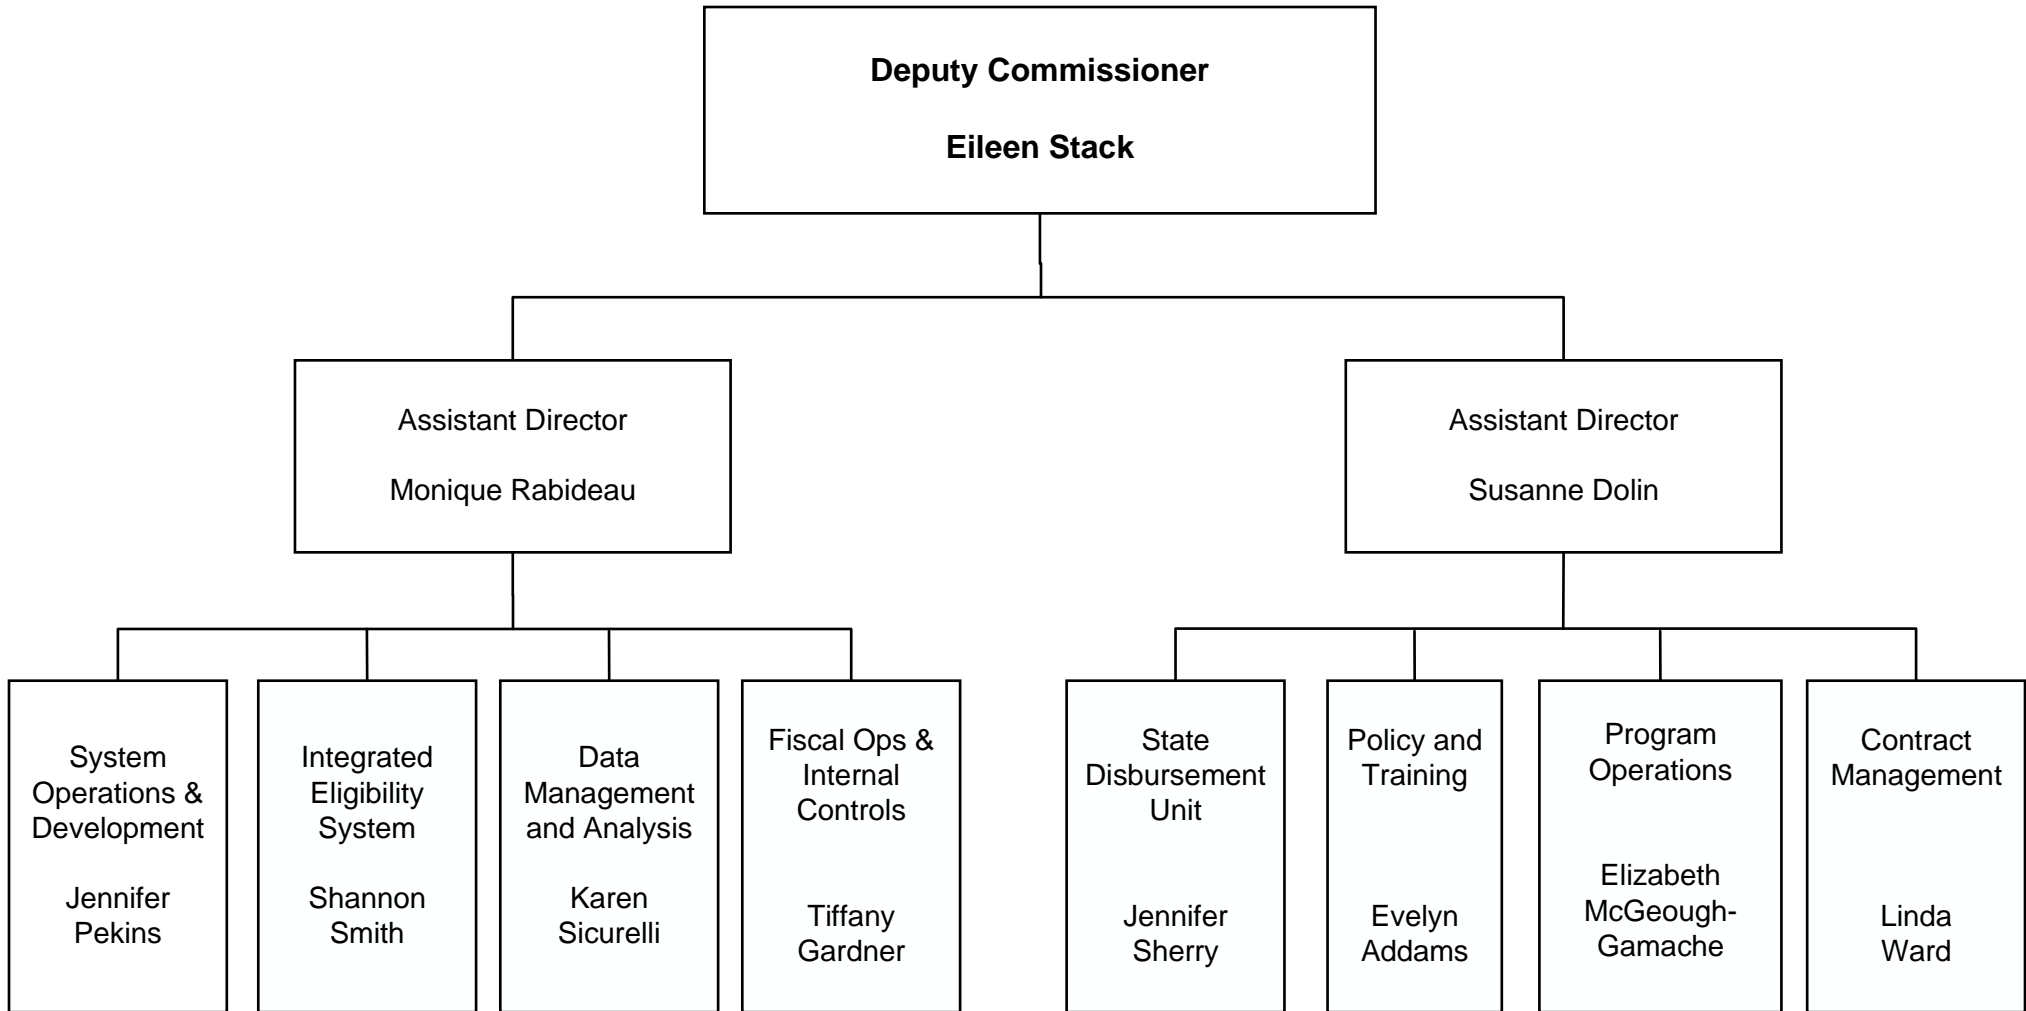 Deputy Commissioner
Eileen Stack
Assistant Director
Monique Rabideau
Assistant Director
Susanne Dolin
System
Operations &
Development
Jennifer
Pekins
Integrated
Eligibility
System
Shannon
Smith
Data
Management
and Analysis
Karen
Sicurelli
Fiscal Ops &
Internal
Controls
Tiffany
Gardner
State
Disbursement
Unit
Jennifer
Sherry
Policy and
Training
Evelyn
Addams
Program
Operations
Elizabeth
McGeough-
Gamache
Contract
Management
Linda
Ward